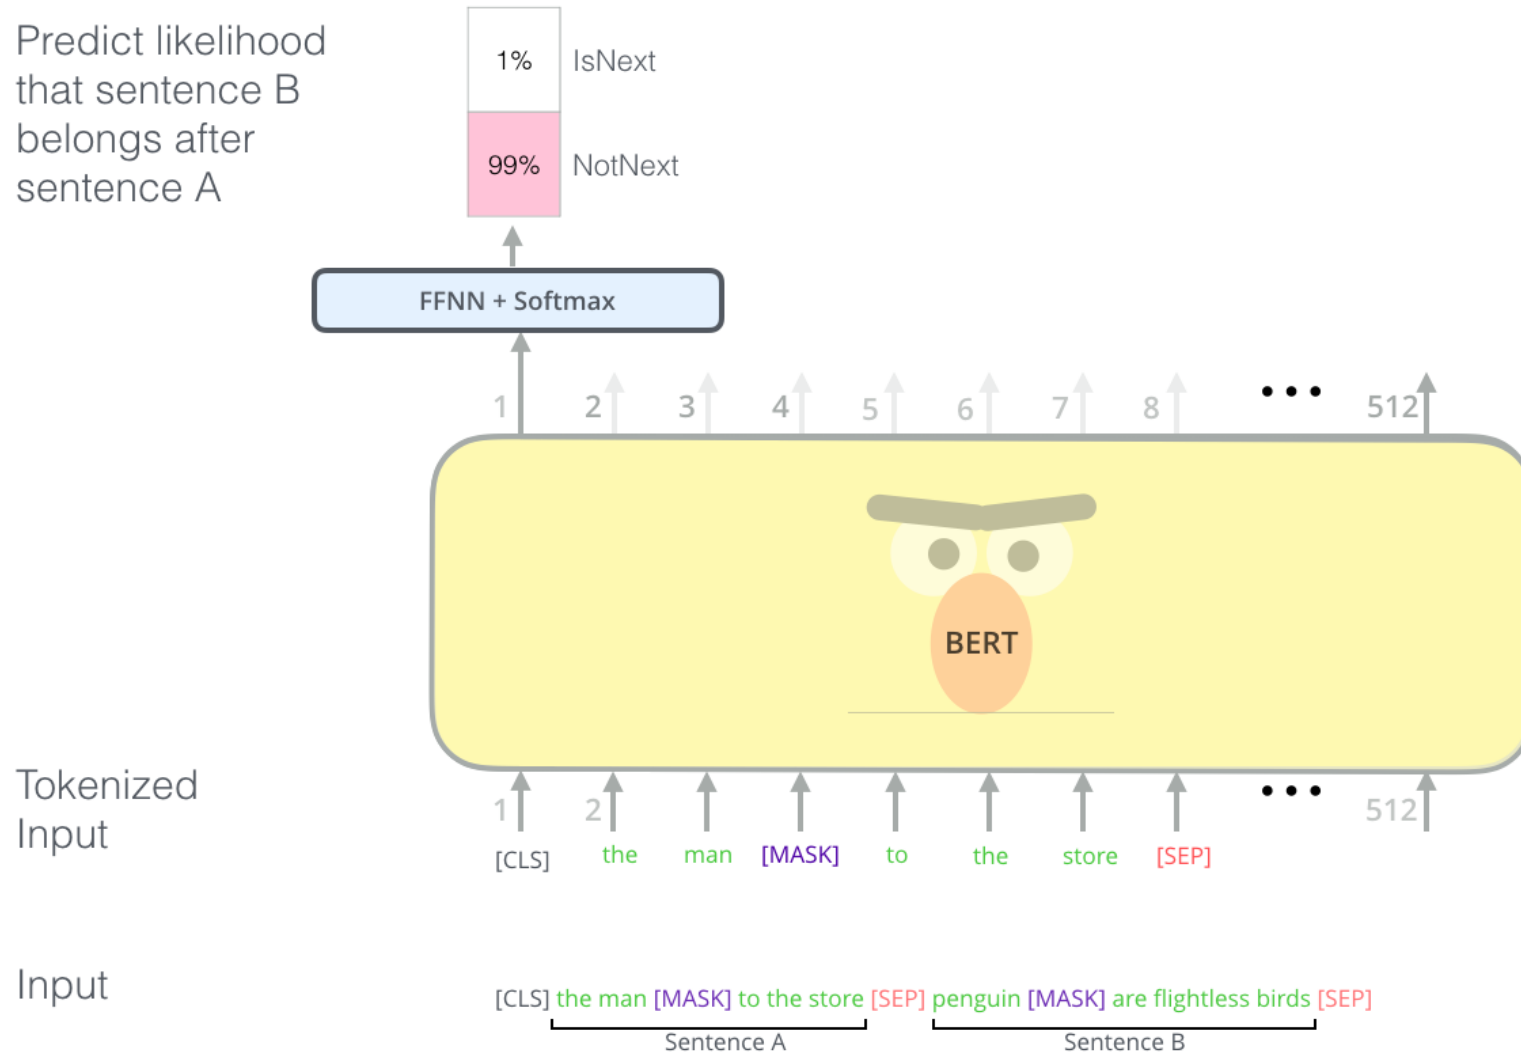 Predict likelihood
that sentence B
belongs after
sentence A
1% IsNext
99% NotNext
FFNN + Softmax
1 2 3 4 5 6 7 8 ••• 512
BERT
Tokenized
Input
1 2 ••• 512
[CLS] the man [MASK] to the store [SEP]
Input
[CLS] the man [MASK] to the store [SEP] penguin [MASK] are flightless birds [SEP]
Sentence A Sentence B